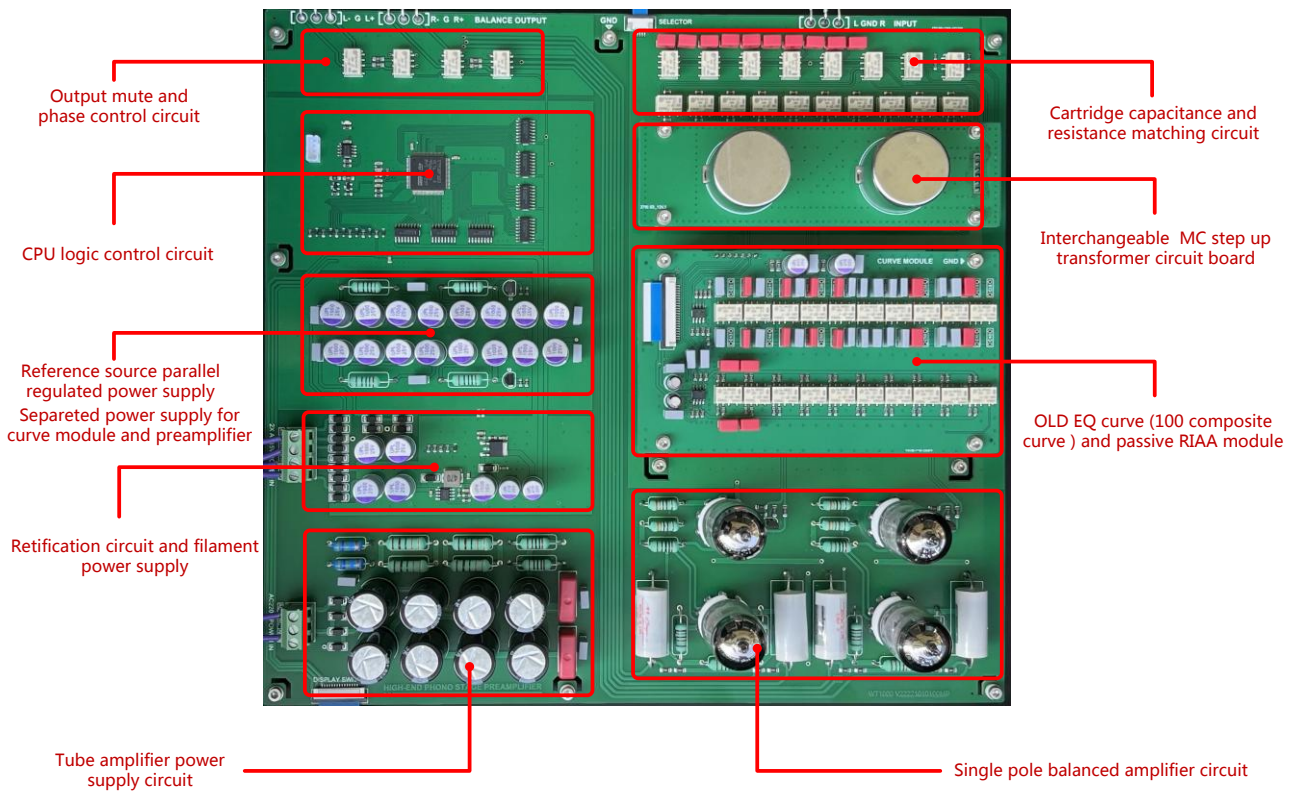 L- G L+
R- G R+
BALANCE OUTPUT
GND
SELECTOR
L GND R INPUT
Output mute and
phase control circuit
Cartridge capacitance and
resistance matching circuit
CPU logic control circuit
Interchangeable MC step up
transformer circuit board
CURVE MODULE
GND
Reference source parallel
regulated power supply
Separeted power supply for
curve module and preamplifier
OLD EQ curve (100 composite
curve ) and passive RIAA module
Retification circuit and filament
power supply
470
AC220
IN
DISPLAY
HIGH-END PHONO STAGE PREAMPLIFIER
Tube amplifier power
supply circuit
Single pole balanced amplifier circuit